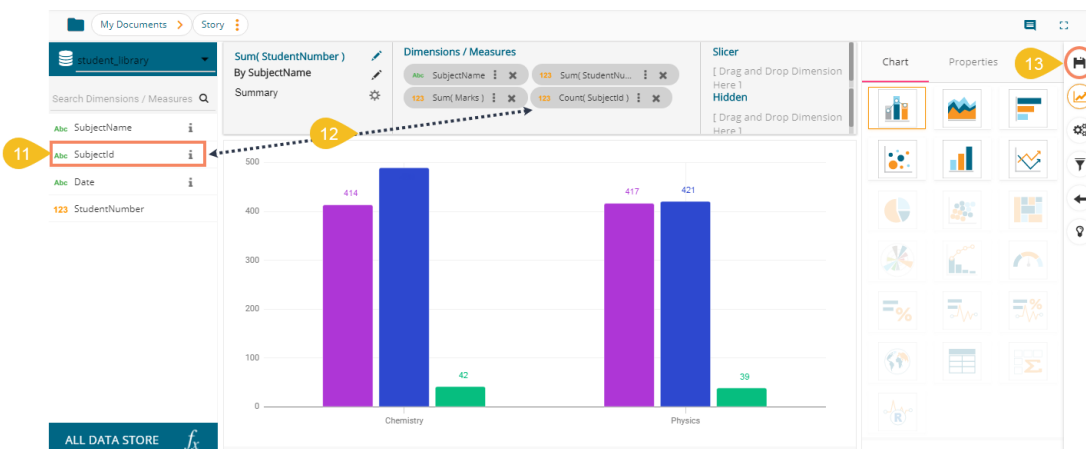 My Documents > Story
student_library
Search Dimensions / Measures
Abc SubjectName i
11
Abc SubjectId i
Abc Date i
123 StudentNumber
ALL DATA STORE fx
Sum( StudentNumber )
By SubjectName
Summary
12
Dimensions / Measures
Abc SubjectName
123 Sum( StudentNu...
123 Sum( Marks )
123 Count( SubjectId )
Slicer
[ Drag and Drop Dimension
Here ]
Hidden
[ Drag and Drop Dimension
Here ]
500
400
300
200
100
0
414
42
417
421
39
Chemistry
Physics
Chart
Properties
13
%
%
Σ
R